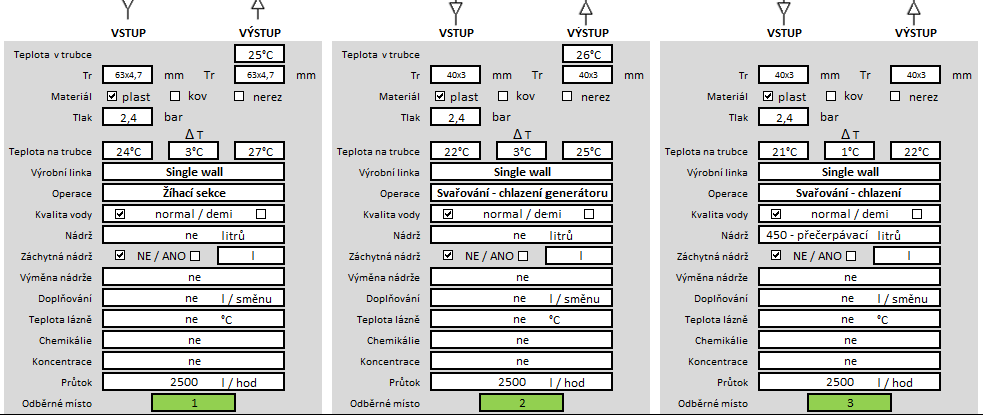 VSTUP VÝSTUP
Teplota v trubce 25°C
Tr 63x4,7 mm Tr 63x4,7 mm
Materiál plast kov nerez
Tlak 2,4 bar
Δ T
Teplota na trubce 24°C 3°C 27°C
Výrobní linka Single wall
Operace Žíhací sekce
Kvalita vody normal / demi
Nádrž ne litrů
Záchytná nádrž NE / ANO l
Výměna nádrže ne
Doplňování ne l / směnu
Teplota lázně ne °C
Chemikálie ne
Koncentrace ne
Průtok 2500 l / hod
Odběrné místo 1
VSTUP VÝSTUP
Teplota v trubce 26°C
Tr 40x3 mm Tr 40x3 mm
Materiál plast kov nerez
Tlak 2,4 bar
Δ T
Teplota na trubce 22°C 3°C 25°C
Výrobní linka Single wall
Operace Svařování - chlazení generátoru
Kvalita vody normal / demi
Nádrž ne litrů
Záchytná nádrž NE / ANO l
Výměna nádrže ne
Doplňování ne l / směnu
Teplota lázně ne °C
Chemikálie ne
Koncentrace ne
Průtok 2500 l / hod
Odběrné místo 2
VSTUP VÝSTUP
Tr 40x3 mm Tr 40x3 mm
Materiál plast kov nerez
Tlak 2,4 bar
Δ T
Teplota na trubce 21°C 1°C 22°C
Výrobní linka Single wall
Operace Svařování - chlazení
Kvalita vody normal / demi
Nádrž 450 - přečerpávací litrů
Záchytná nádrž NE / ANO l
Výměna nádrže ne
Doplňování ne l / směnu
Teplota lázně ne °C
Chemikálie ne
Koncentrace ne
Průtok 2500 l / hod
Odběrné místo 3